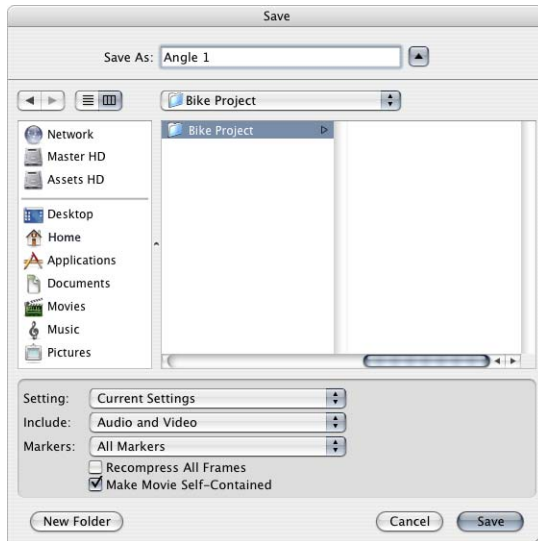 Save
Save As: Angle 1
Bike Project
Network
Master HD
Assets HD
Desktop
Home
Applications
Documents
Movies
Music
Pictures
Bike Project
Setting: Current Settings
Include: Audio and Video
Markers: All Markers
Recompress All Frames
Make Movie Self-Contained
New Folder
Cancel
Save